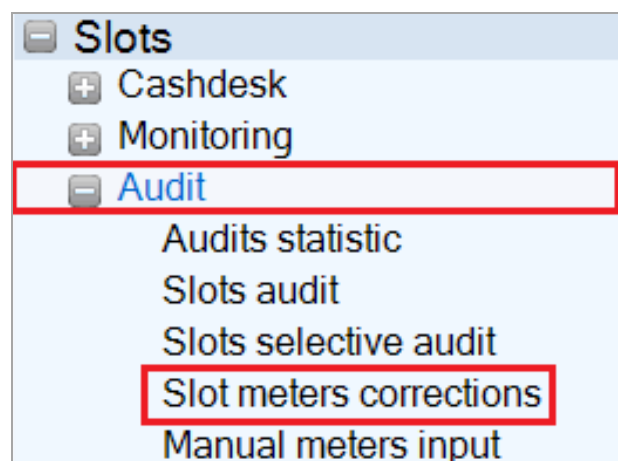 Slots
Cashdesk
Monitoring
Audit
Audits statistic
Slots audit
Slots selective audit
Slot meters corrections
Manual meters input